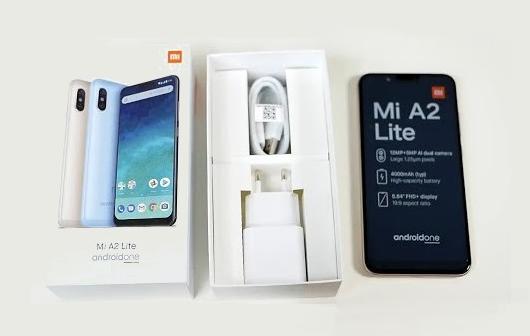 mi
Mi A2 Lite
androidone
mi
Mi A2
Lite
12MP+5MP AI dual camera
Large 1.25μm pixels
4000mAh (typ)
High-capacity battery
5.84" FHD+ display
19:9 aspect ratio
androidone